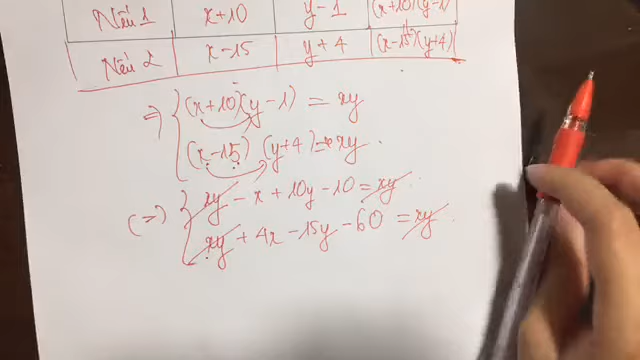 Nếu 1 x+10 y-1 (x+10)(y-1)
Nếu 2 x-15 y+4 (x-15)(y+4)
=> { (x+10)(y-1) = xy
(x-15) (y+4) = xy.
(=>) { xy - x + 10y - 10 = xy
xy + 4x - 15y - 60 = xy